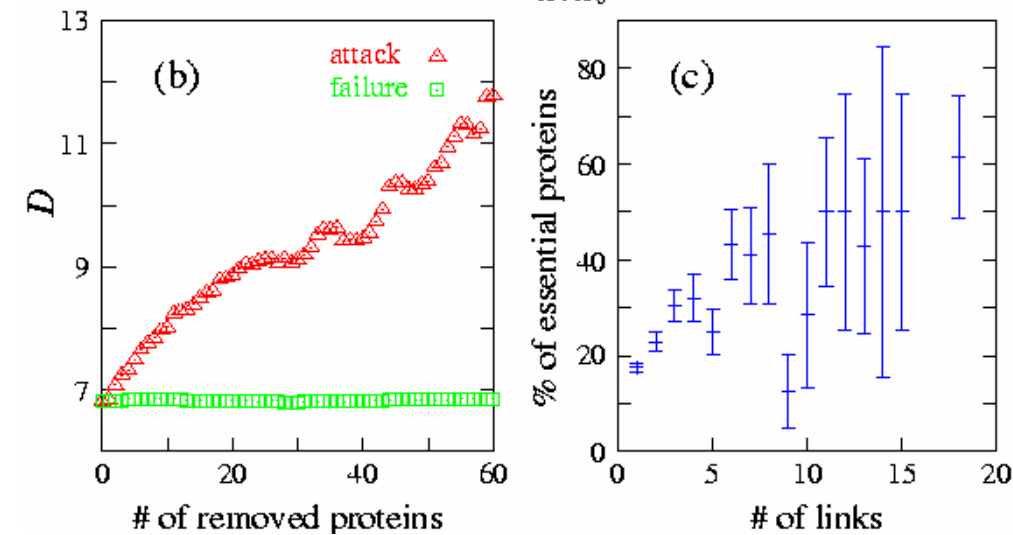 (b)
attack
failure
13
11
9
7
D
0
20
40
60
# of removed proteins
(c)
80
60
40
20
0
% of essential proteins
0
5
10
15
20
# of links